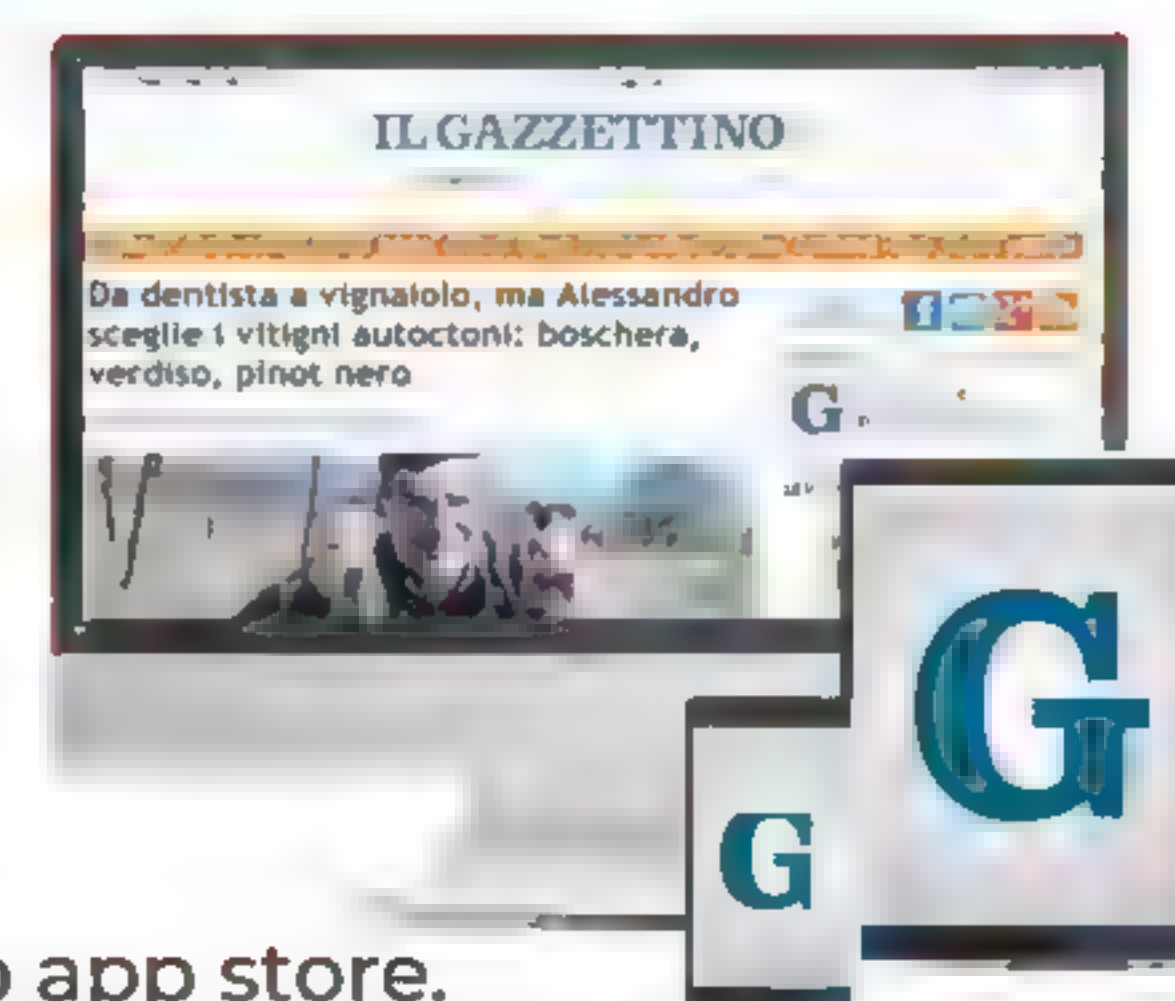 IL GAZZETTINO
Da dentista a vignaiolo, ma Alessandro
sceglie i vitigni autoctoni: boschera,
verdiso, pinot nero
f
G
G
G
app store.